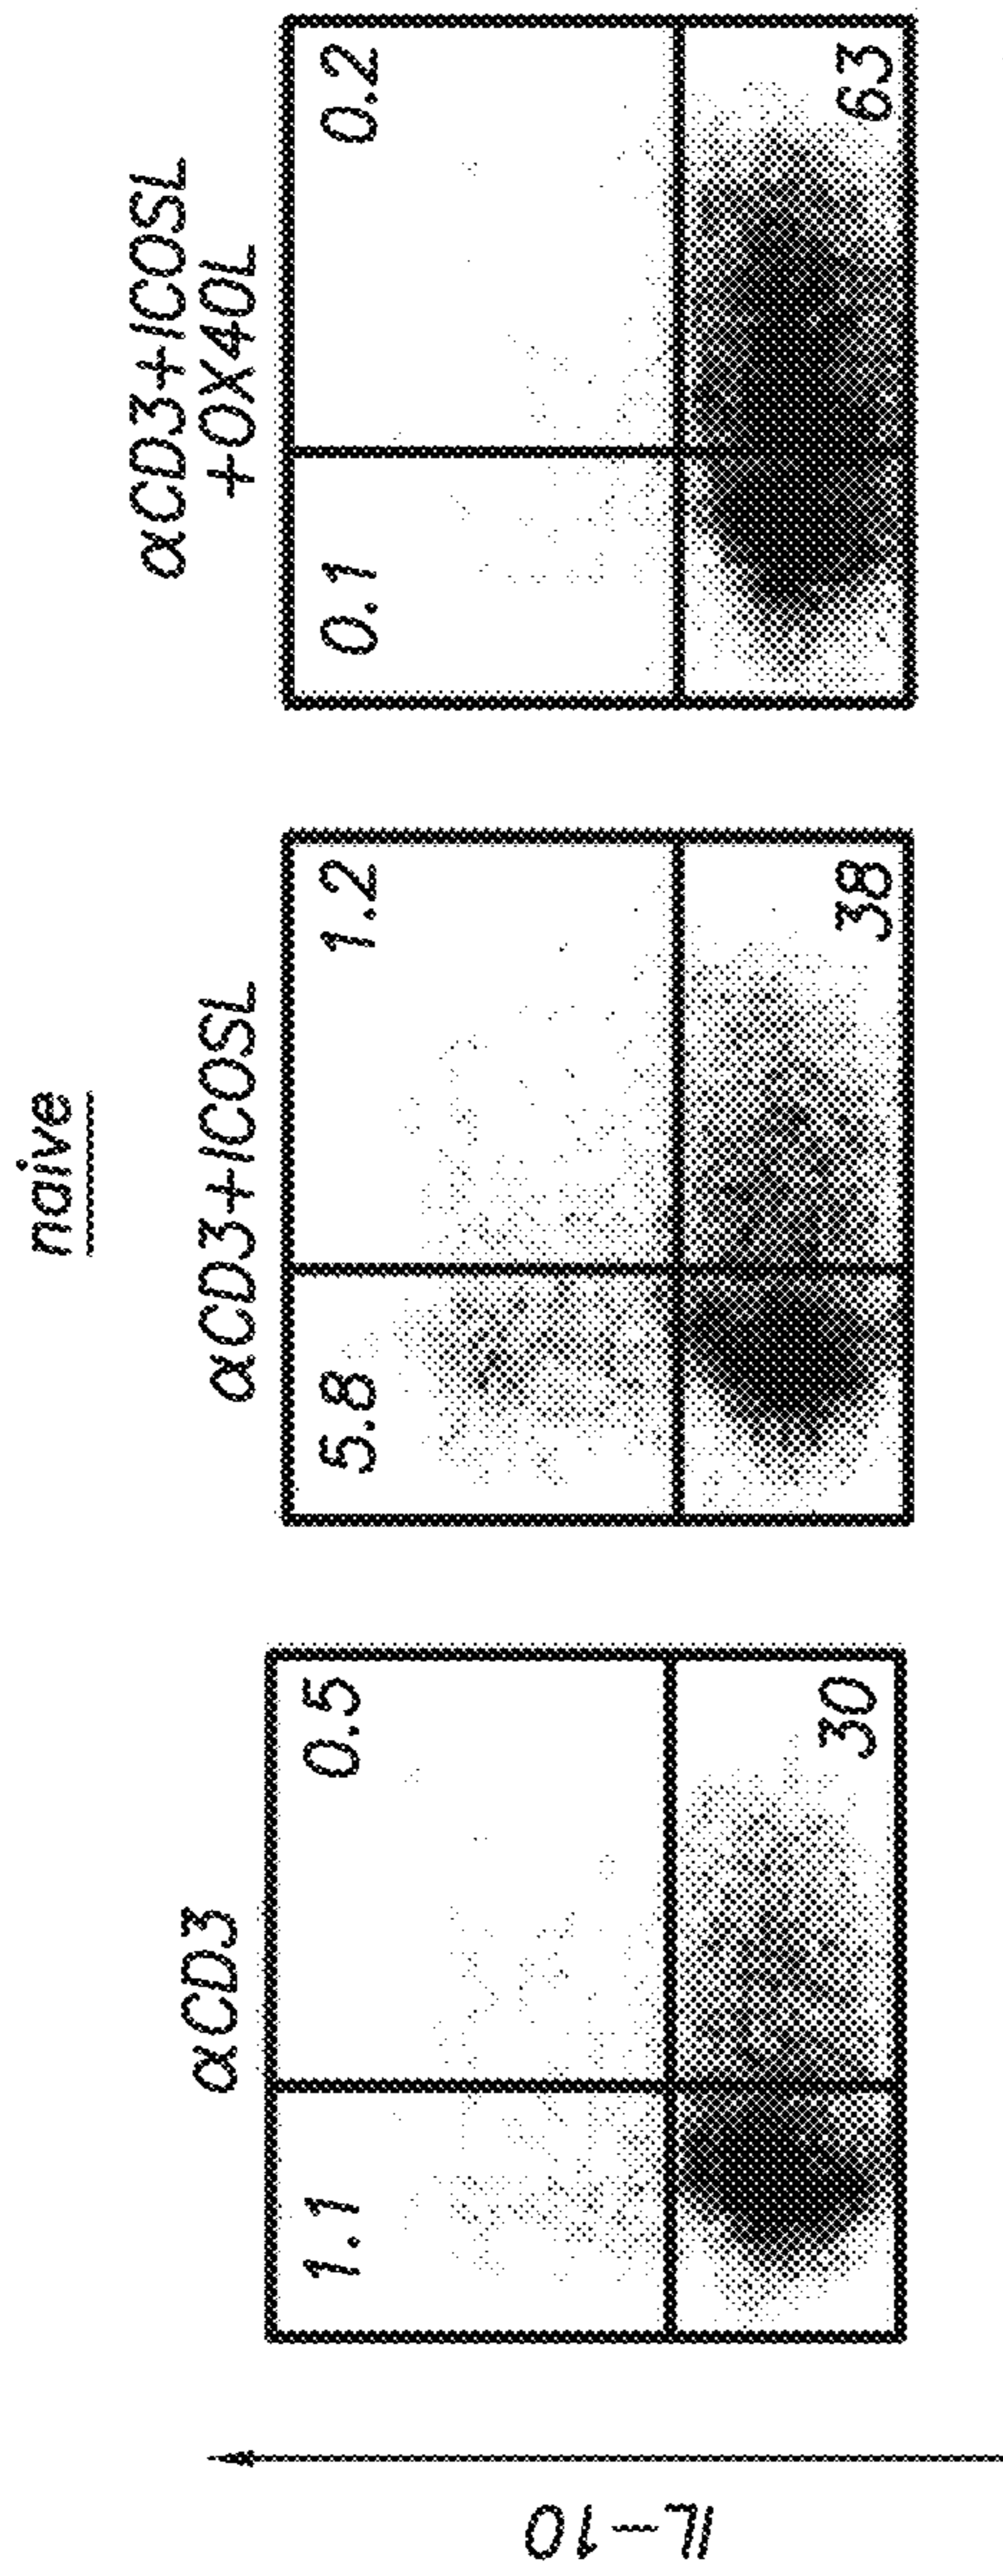 naive
αCD3
αCD3+ICOSL
αCD3+ICOSL
+OX40L
1.1
0.5
30
5.8
1.2
38
0.1
0.2
63
IL-10